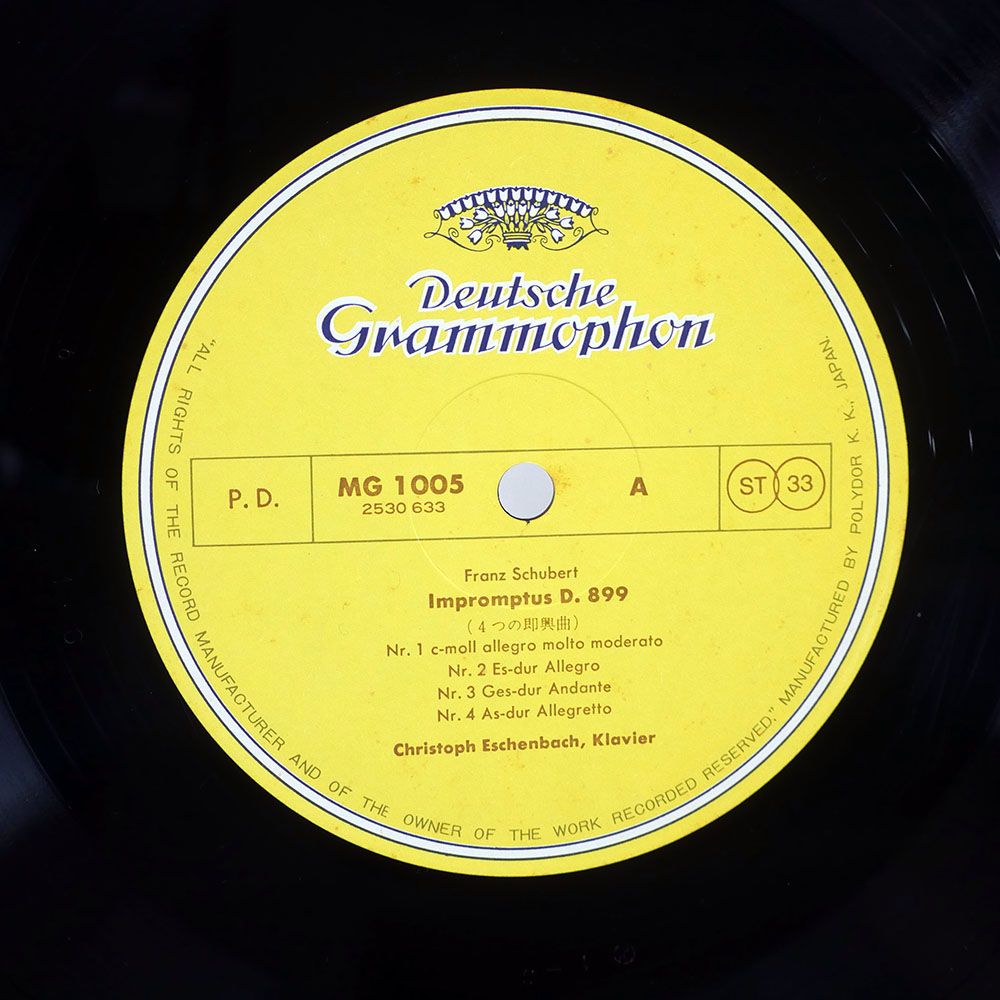 Deutsche
Grammophon
P.D.
MG 1005
2530 633
A
ST 33
Franz Schubert
Impromptus D. 899
(4つの即興曲)
Nr. 1 c-moll allegro molto moderato
Nr. 2 Es-dur Allegro
Nr. 3 Ges-dur Andante
Nr. 4 As-dur Allegretto
Christoph Eschenbach, Klavier
"ALL RIGHTS OF THE RECORD MANUFACTURER AND OF THE OWNER OF THE WORK RECORDED RESERVED." MANUFACTURED BY POLYDOR K. K., JAPAN